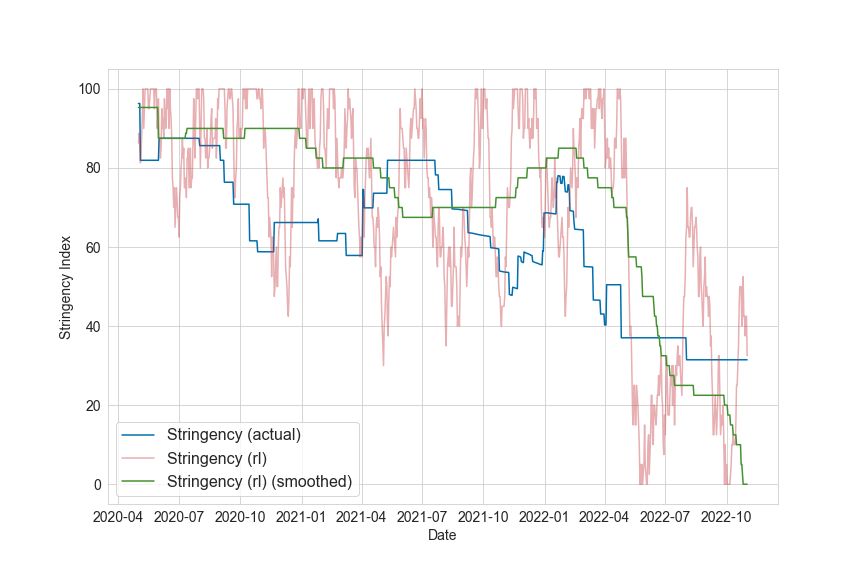 100
80
60
40
20
0
Stringency Index
Stringency (actual)
Stringency (rl)
Stringency (rl) (smoothed)
2020-04 2020-07 2020-10 2021-01 2021-04 2021-07 2021-10 2022-01 2022-04 2022-07 2022-10
Date